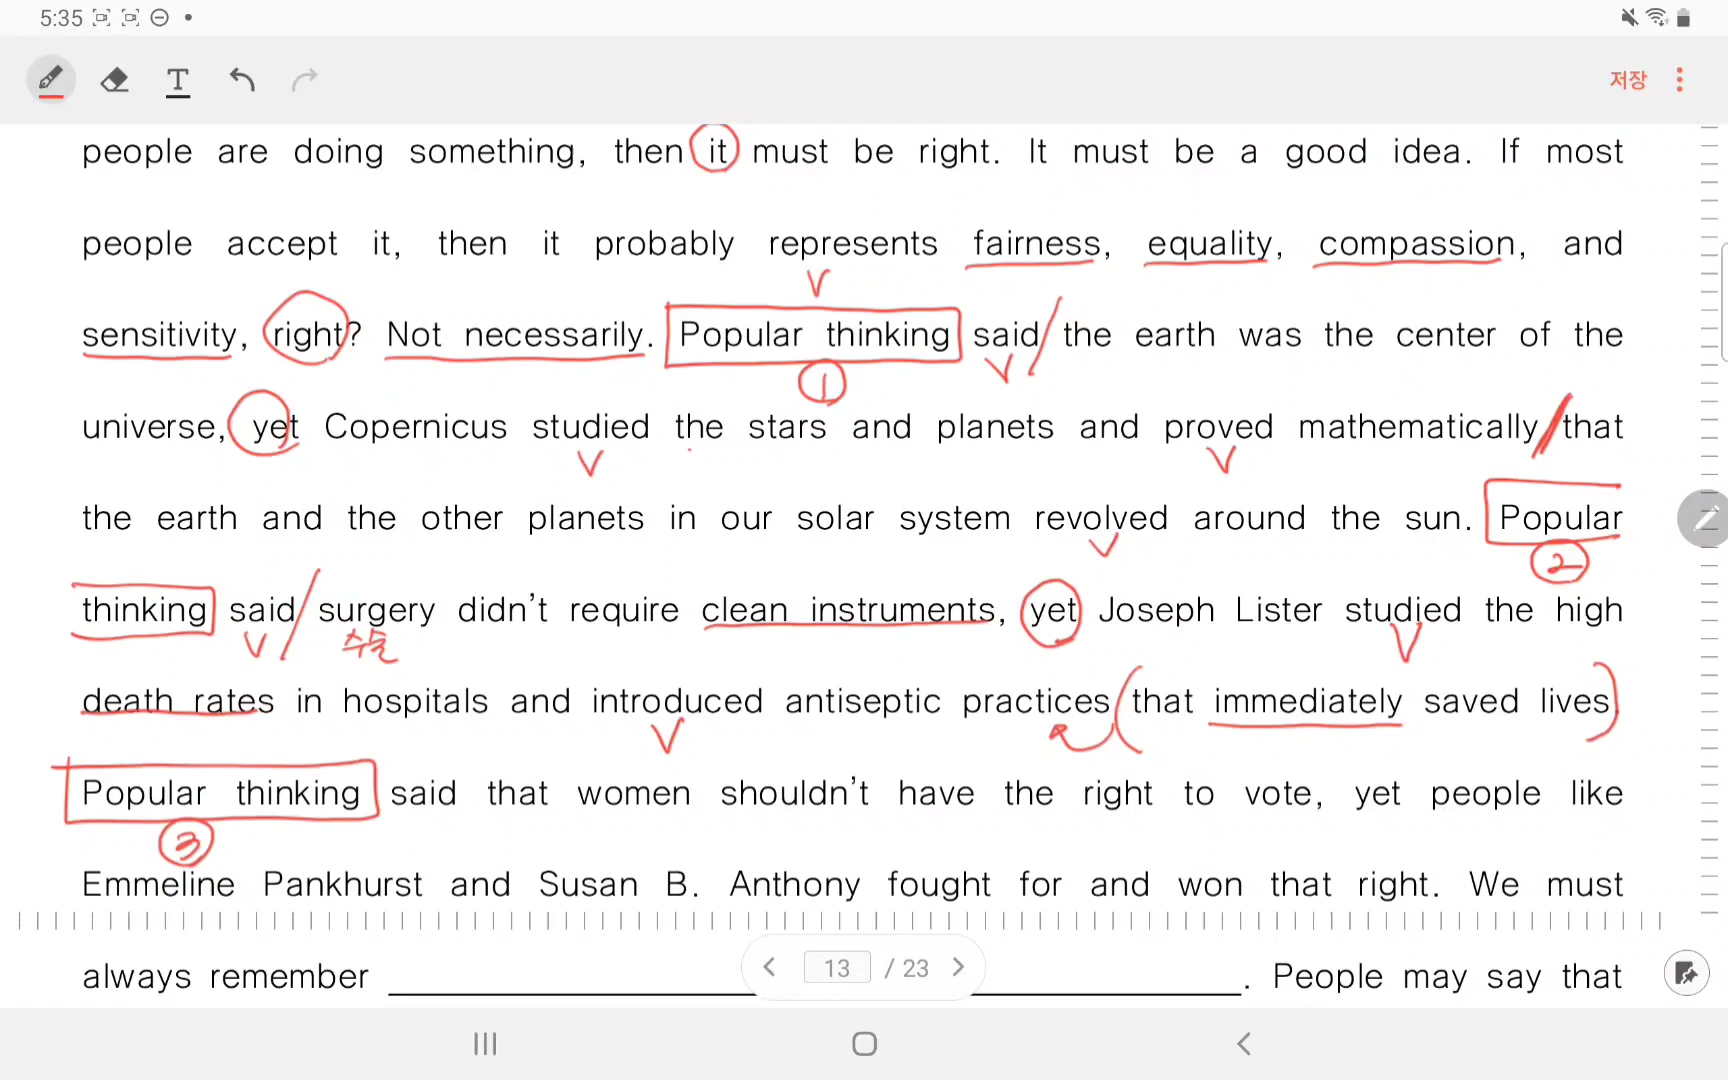 5:35
T
저장
people are doing something, then it must be right. It must be a good idea. If most
people accept it, then it probably represents fairness, equality, compassion, and
V
sensitivity, right? Not necessarily. Popular thinking said/ the earth was the center of the
① V
universe, yet Copernicus studied the stars and planets and proved mathematically/ that
V V
the earth and the other planets in our solar system revolved around the sun. Popular
V ②
thinking said/ surgery didn't require clean instruments, yet Joseph Lister studied the high
V 수술 V
death rates in hospitals and introduced antiseptic practices (that immediately saved lives)
V
Popular thinking said that women shouldn't have the right to vote, yet people like
③
Emmeline Pankhurst and Susan B. Anthony fought for and won that right. We must
always remember ______. People may say that
13 / 23